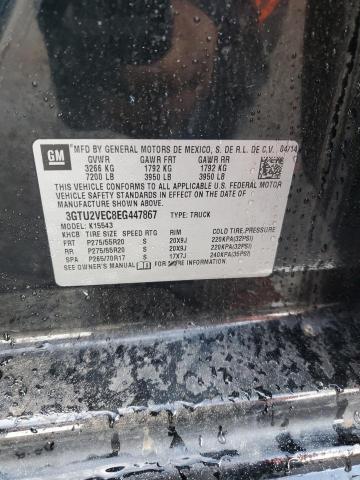 GM
MFD BY GENERAL MOTORS DE MEXICO, S. DE R.L. DE C.V. 04/14
GVWR GAWR FRT GAWR RR
3266 KG 1792 KG 1792 KG
7200 LB 3950 LB 3950 LB
THIS VEHICLE CONFORMS TO ALL APPLICABLE U.S. FEDERAL MOTOR
VEHICLE SAFETY STANDARDS IN EFFECT ON THE DATE OF
MANUFACTURE SHOWN ABOVE.
3GTU2VEC8EG447867 TYPE: TRUCK
MODEL: K15543
KHCB TIRE SIZE SPEED RTG RIM COLD TIRE PRESSURE
FRT P275/55R20 S 20X9J 220KPA(32PSI)
RR P275/55R20 S 20X9J 220KPA(32PSI)
SPA P265/70R17 S 17X7J 240KPA(35PSI)
SEE OWNER'S MANUAL FOR MORE INFORMATION.